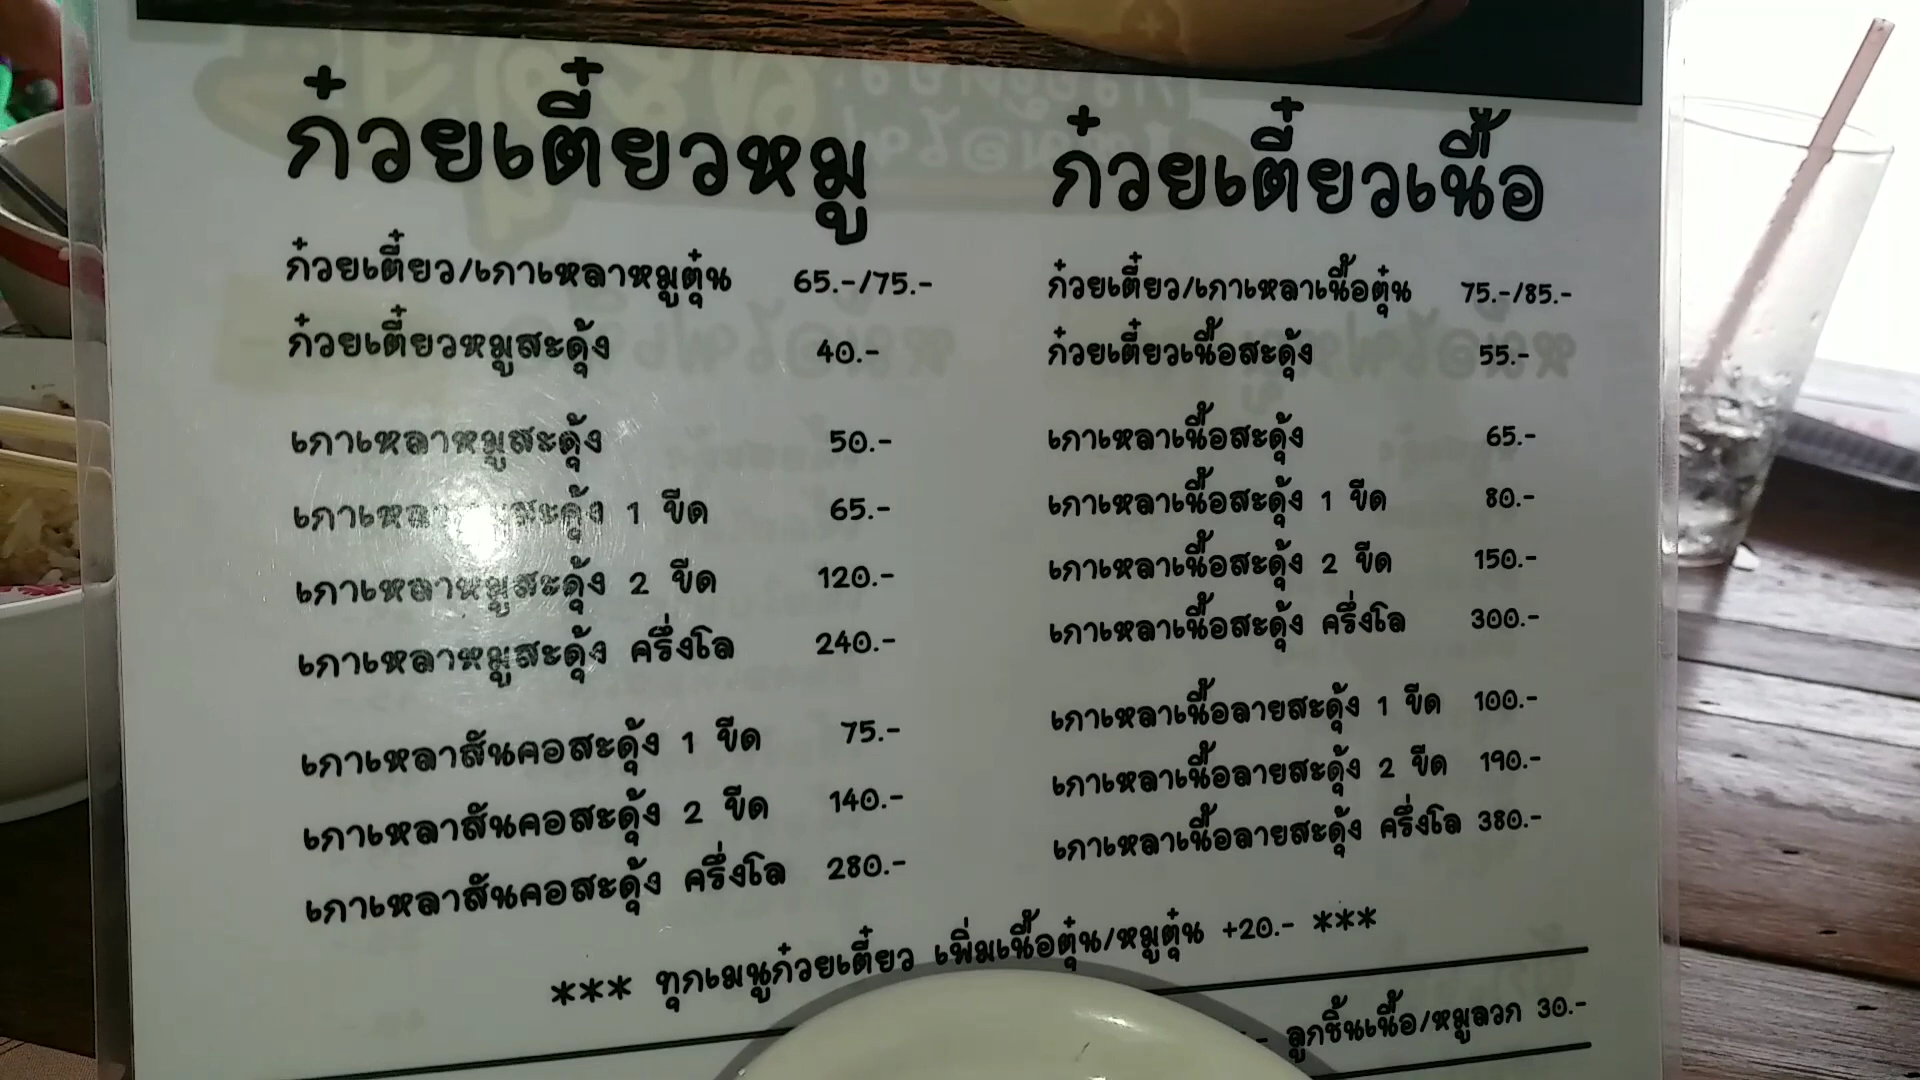 ก๋วยเตี๋ยวหมู
ก๋วยเตี๋ยว/เกาเหลาหมูตุ๋น 65.-/75.-
ก๋วยเตี๋ยวหมูสะดุ้ง 40.-
เกาเหลาหมูสะดุ้ง 50.-
เกาเหลาหมูสะดุ้ง 1 ขีด 65.-
เกาเหลาหมูสะดุ้ง 2 ขีด 120.-
เกาเหลาหมูสะดุ้ง ครึ่งโล 240.-
เกาเหลาสันคอสะดุ้ง 1 ขีด 75.-
เกาเหลาสันคอสะดุ้ง 2 ขีด 140.-
เกาเหลาสันคอสะดุ้ง ครึ่งโล 280.-
ก๋วยเตี๋ยวเนื้อ
ก๋วยเตี๋ยว/เกาเหลาเนื้อตุ๋น 75.-/85.-
ก๋วยเตี๋ยวเนื้อสะดุ้ง 55.-
เกาเหลาเนื้อสะดุ้ง 65.-
เกาเหลาเนื้อสะดุ้ง 1 ขีด 80.-
เกาเหลาเนื้อสะดุ้ง 2 ขีด 150.-
เกาเหลาเนื้อสะดุ้ง ครึ่งโล 300.-
เกาเหลาเนื้อลายสะดุ้ง 1 ขีด 100.-
เกาเหลาเนื้อลายสะดุ้ง 2 ขีด 190.-
เกาเหลาเนื้อลายสะดุ้ง ครึ่งโล 380.-
*** ทุกเมนูก๋วยเตี๋ยว เพิ่มเนื้อตุ๋น/หมูตุ๋น +20.- ***
ลูกชิ้นเนื้อ/หมูลวก 30.-